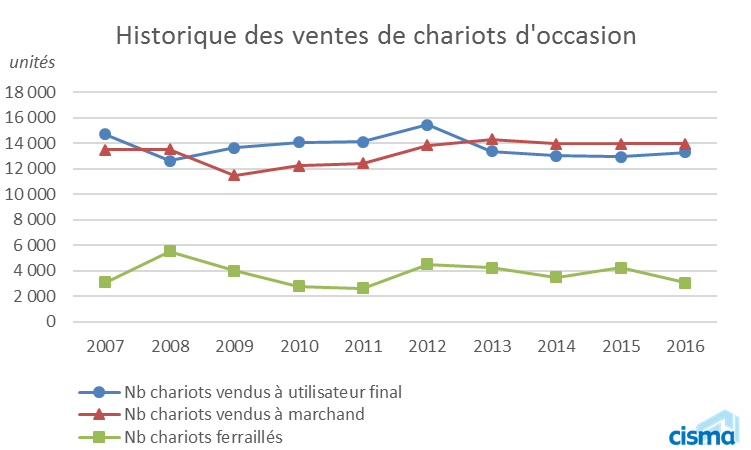 Historique des ventes de chariots d'occasion
unités
18 000
16 000
14 000
12 000
10 000
8 000
6 000
4 000
2 000
0
2007 2008 2009 2010 2011 2012 2013 2014 2015 2016
Nb chariots vendus à utilisateur final
Nb chariots vendus à marchand
Nb chariots ferraillés
cisma